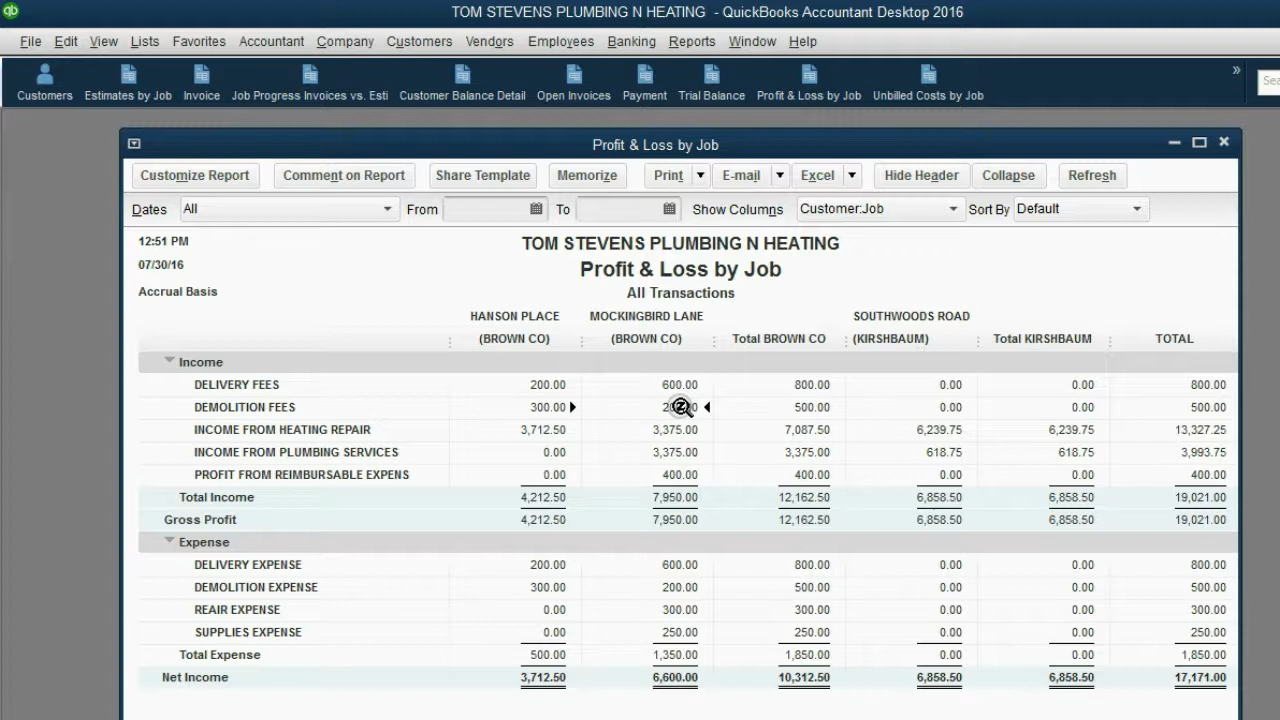 qb TOM STEVENS PLUMBING N HEATING - QuickBooks Accountant Desktop 2016
File Edit View Lists Favorites Accountant Company Customers Vendors Employees Banking Reports Window Help
Customers Estimates by Job Invoice Job Progress Invoices vs. Esti Customer Balance Detail Open Invoices Payment Trial Balance Profit & Loss by Job Unbilled Costs by Job » Sea
Profit & Loss by Job
Customize Report Comment on Report Share Template Memorize Print E-mail Excel Hide Header Collapse Refresh
Dates All From To Show Columns Customer:Job Sort By Default
12:51 PM TOM STEVENS PLUMBING N HEATING
07/30/16 Profit & Loss by Job
Accrual Basis All Transactions
HANSON PLACE MOCKINGBIRD LANE SOUTHWOODS ROAD
(BROWN CO) (BROWN CO) Total BROWN CO (KIRSHBAUM) Total KIRSHBAUM TOTAL
Income
DELIVERY FEES 200.00 600.00 800.00 0.00 0.00 800.00
DEMOLITION FEES 300.00 500.00 0.00 0.00 500.00
INCOME FROM HEATING REPAIR 3,712.50 3,375.00 7,087.50 6,239.75 6,239.75 13,327.25
INCOME FROM PLUMBING SERVICES 0.00 3,375.00 3,375.00 618.75 618.75 3,993.75
PROFIT FROM REIMBURSABLE EXPENS 0.00 400.00 400.00 0.00 0.00 400.00
Total Income 4,212.50 7,950.00 12,162.50 6,858.50 6,858.50 19,021.00
Gross Profit 4,212.50 7,950.00 12,162.50 6,858.50 6,858.50 19,021.00
Expense
DELIVERY EXPENSE 200.00 600.00 800.00 0.00 0.00 800.00
DEMOLITION EXPENSE 300.00 200.00 500.00 0.00 0.00 500.00
REAIR EXPENSE 0.00 300.00 300.00 0.00 0.00 300.00
SUPPLIES EXPENSE 0.00 250.00 250.00 0.00 0.00 250.00
Total Expense 500.00 1,350.00 1,850.00 0.00 0.00 1,850.00
Net Income 3,712.50 6,600.00 10,312.50 6,858.50 6,858.50 17,171.00